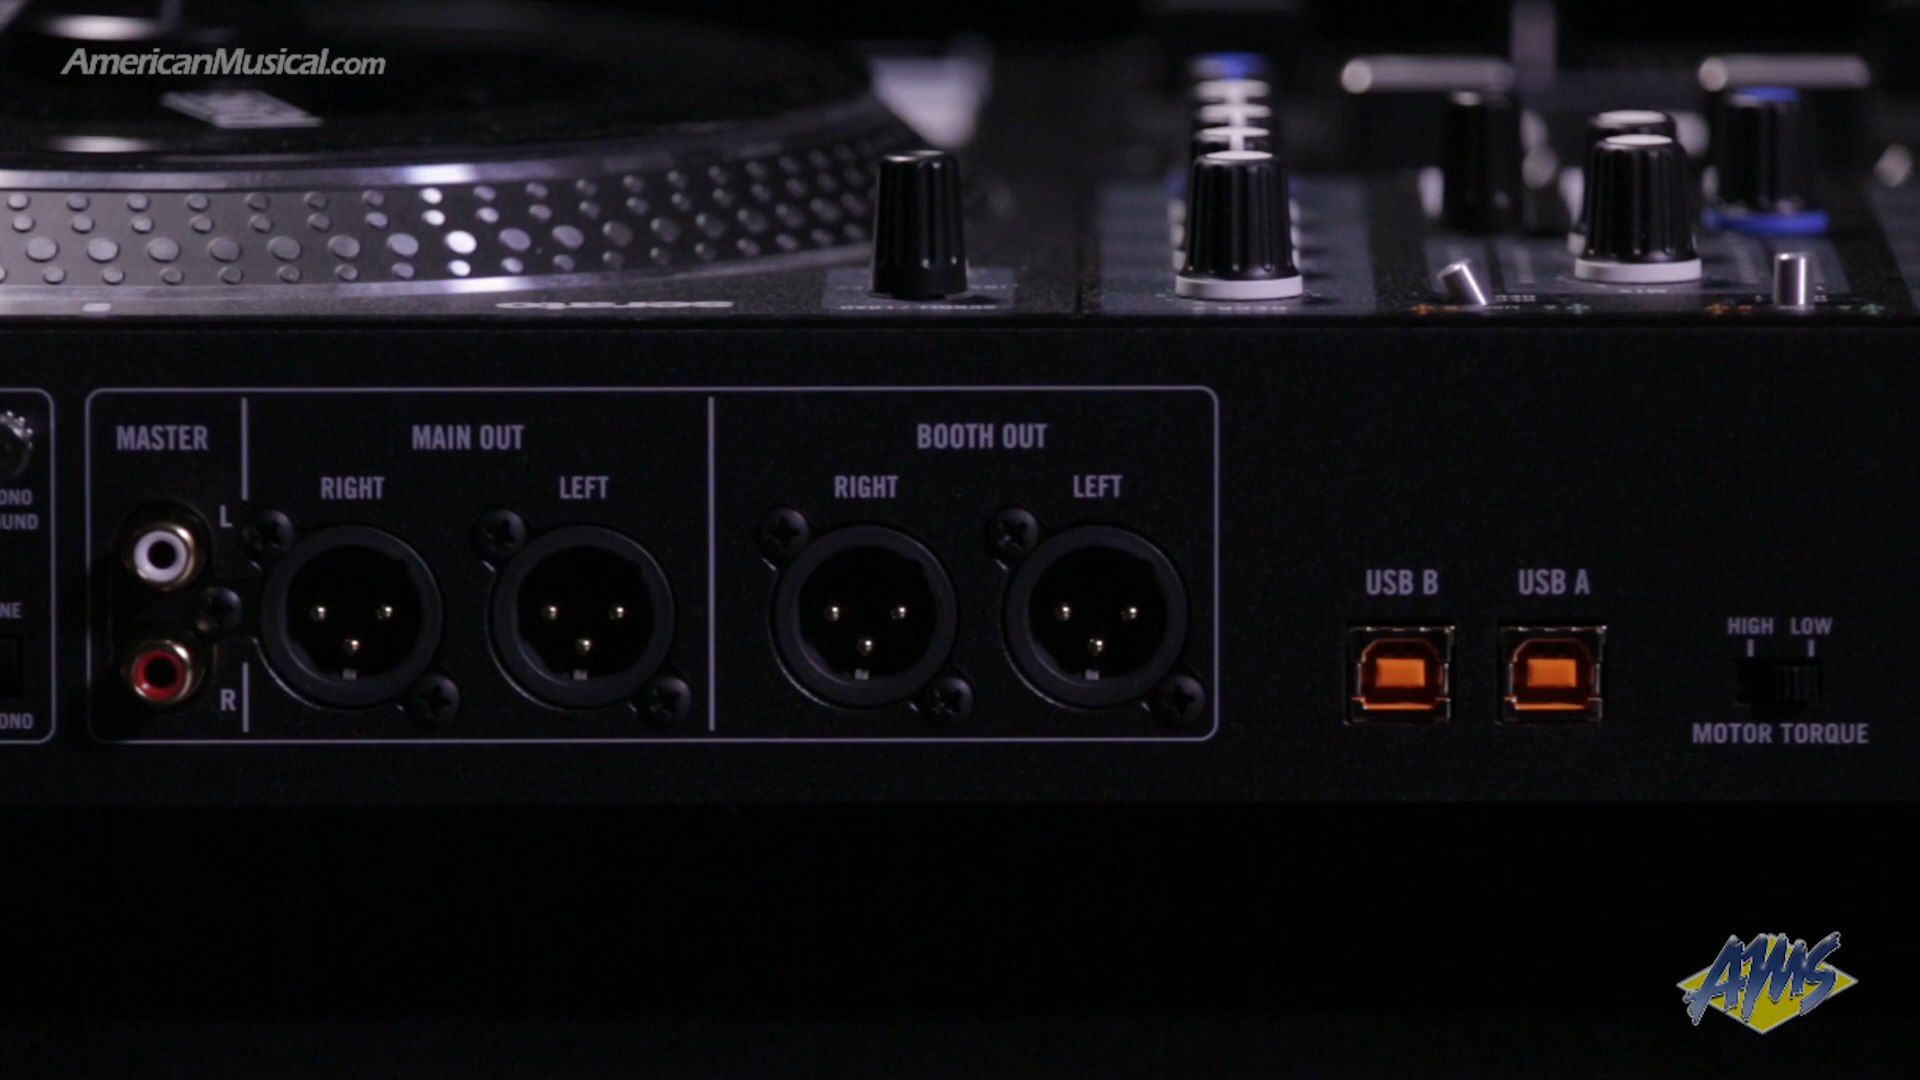 AmericanMusical.com
MASTER
MAIN OUT
BOOTH OUT
RIGHT
LEFT
RIGHT
LEFT
L
R
USB B
USB A
HIGH
LOW
MOTOR TORQUE
AMS